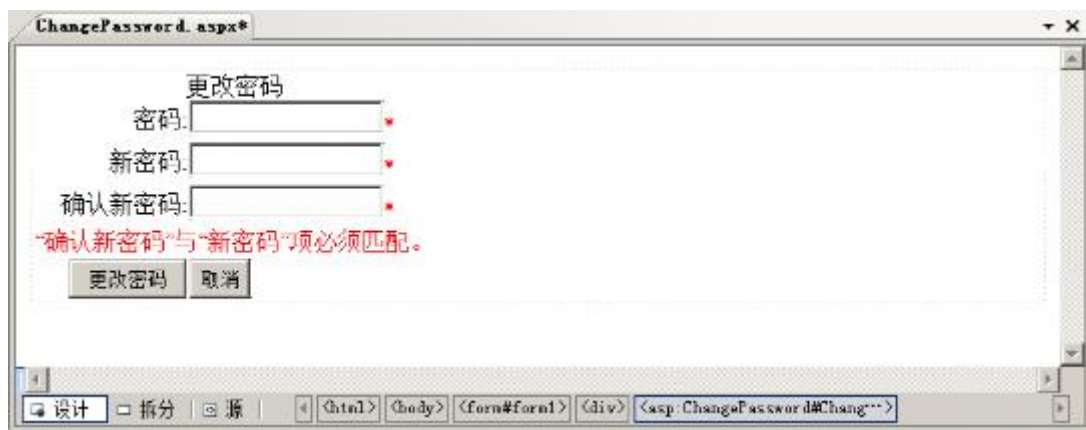 ChangePassword.aspx*
更改密码
密码: *
新密码: *
确认新密码: *
“确认新密码”与“新密码”项必须匹配。
更改密码 取消
设计 拆分 源 <html> <body> <form#form1> <div> <asp:ChangePassword#Chang…>